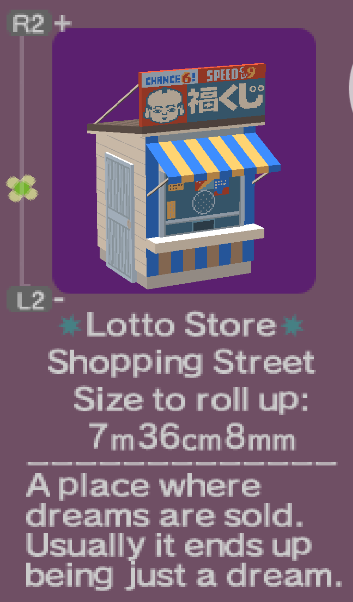 R2 +
CHANCE 6! SPEED 9
福くじ
L2 -
Lotto Store
Shopping Street
Size to roll up:
7m36cm8mm
A place where
dreams are sold.
Usually it ends up
being just a dream.